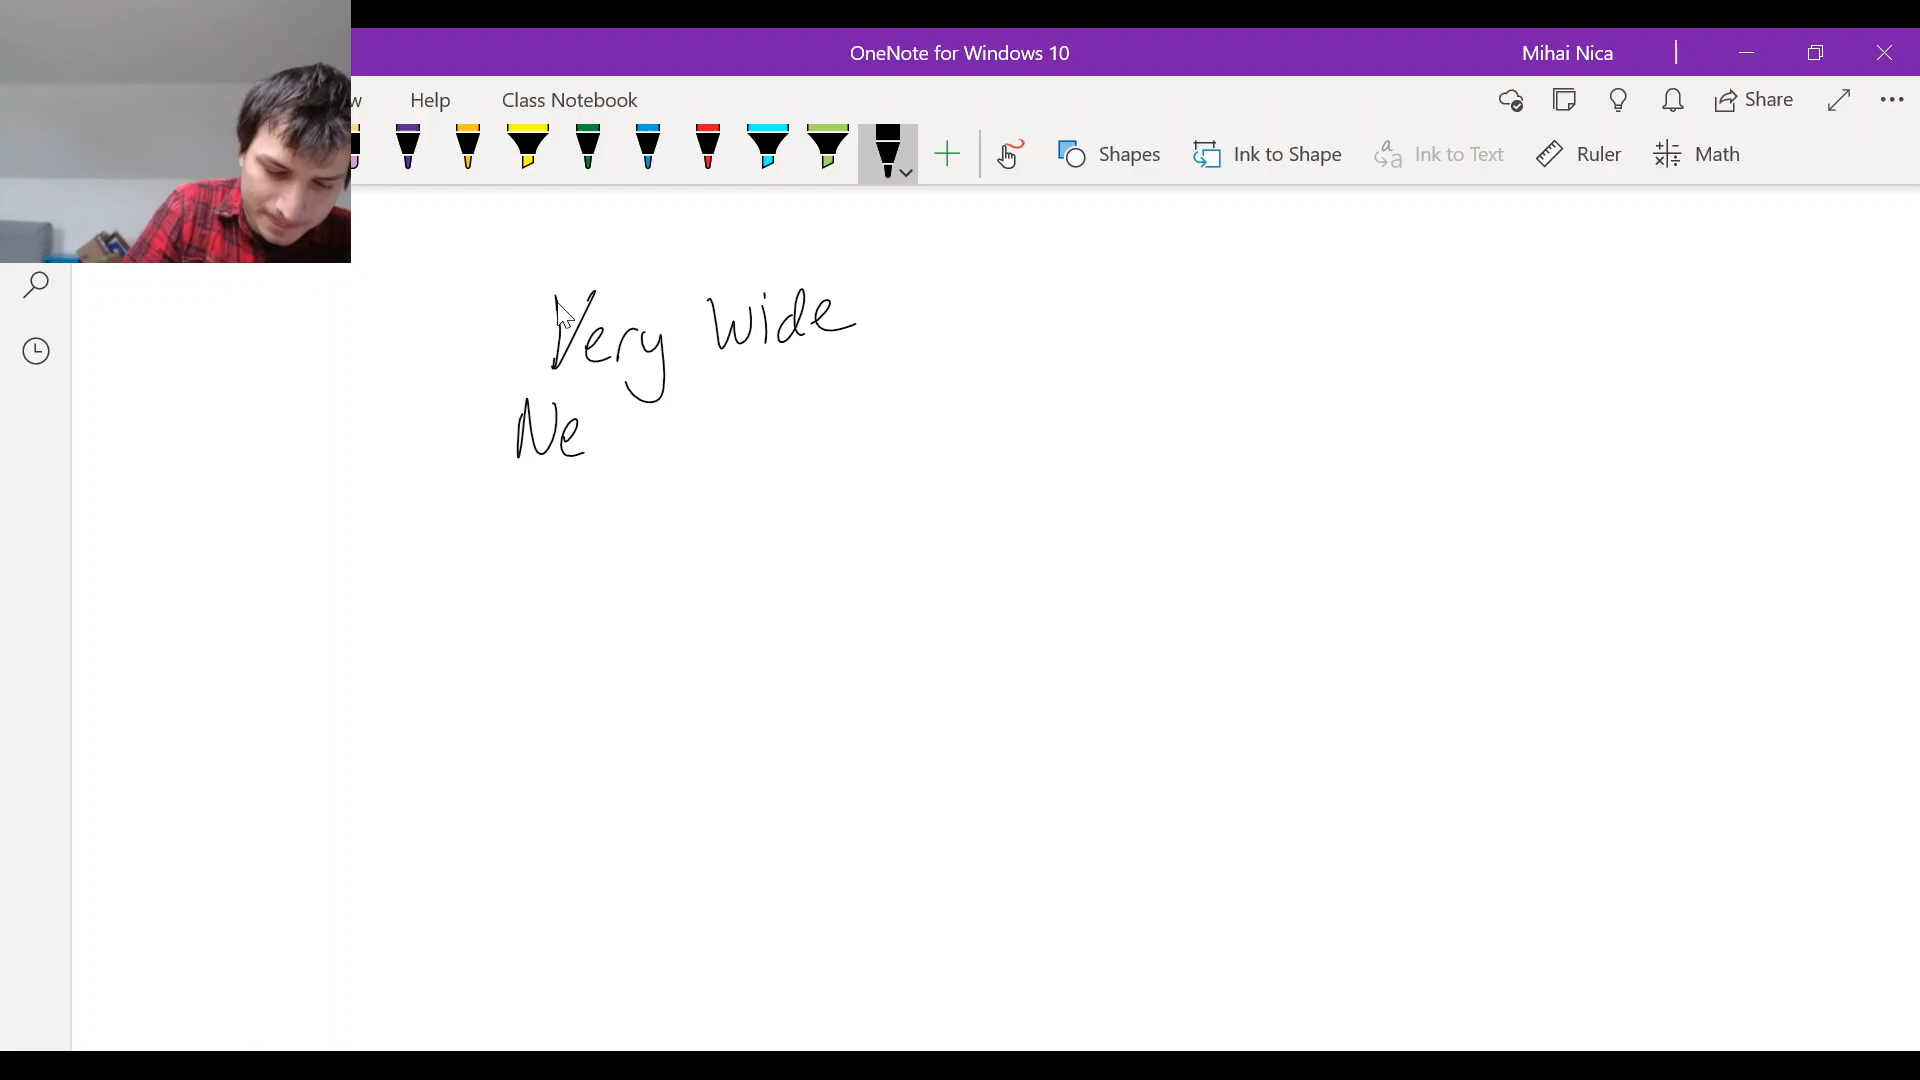 OneNote for Windows 10 Mihai Nica
w Help Class Notebook Share
Shapes Ink to Shape Ink to Text Ruler Math
Very Wide
Ne